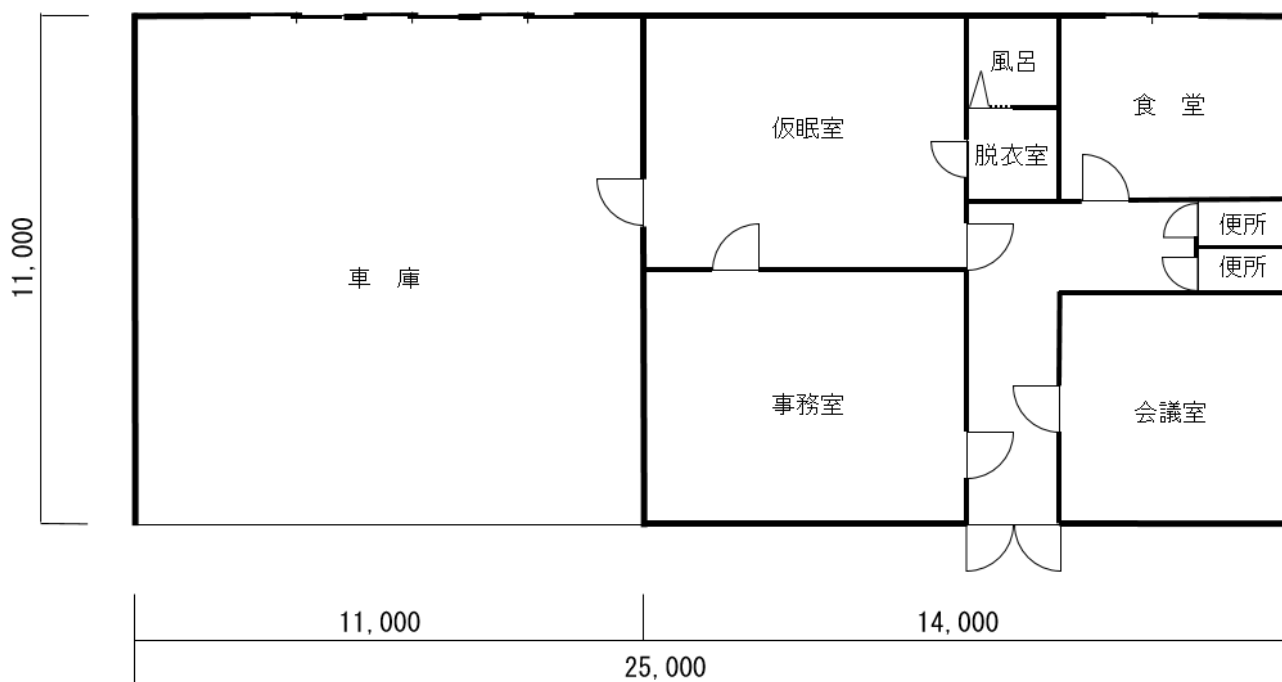 風呂
食　堂
仮眠室
脱衣室
便所
11,000
車　庫
便所
事務室
会議室
11,000
14,000
25,000